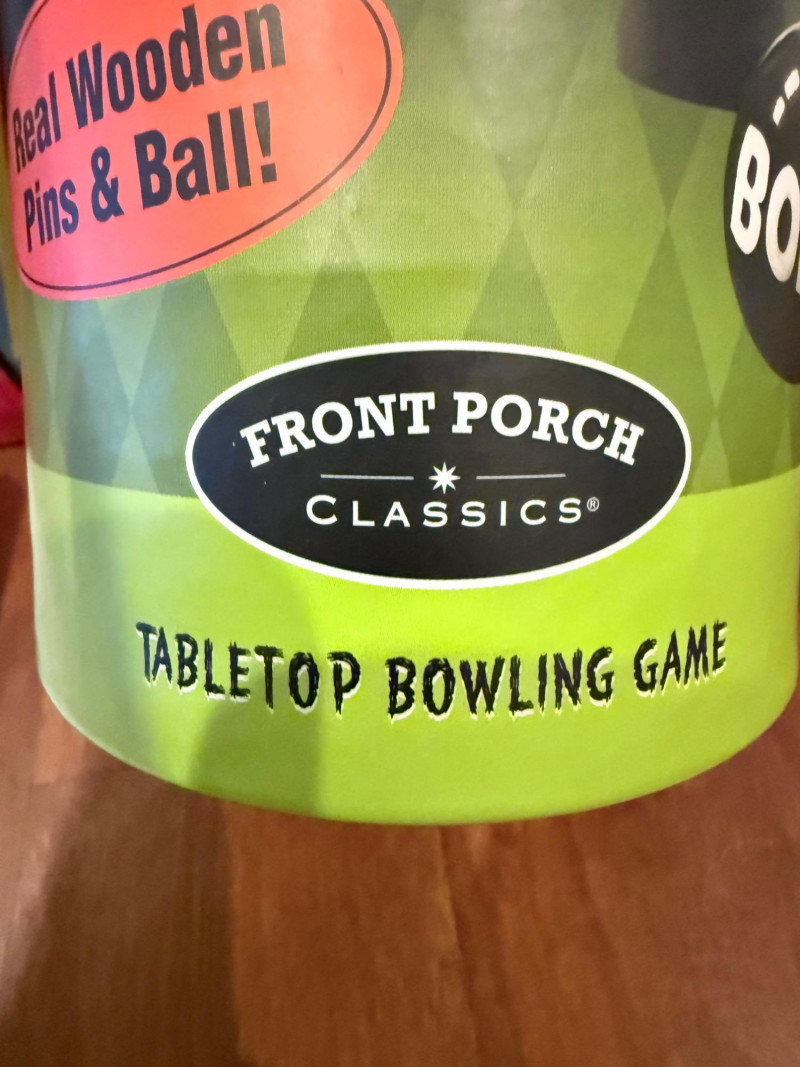 Real Wooden
Pins & Ball!
FRONT PORCH
CLASSICS®
TABLETOP BOWLING GAME